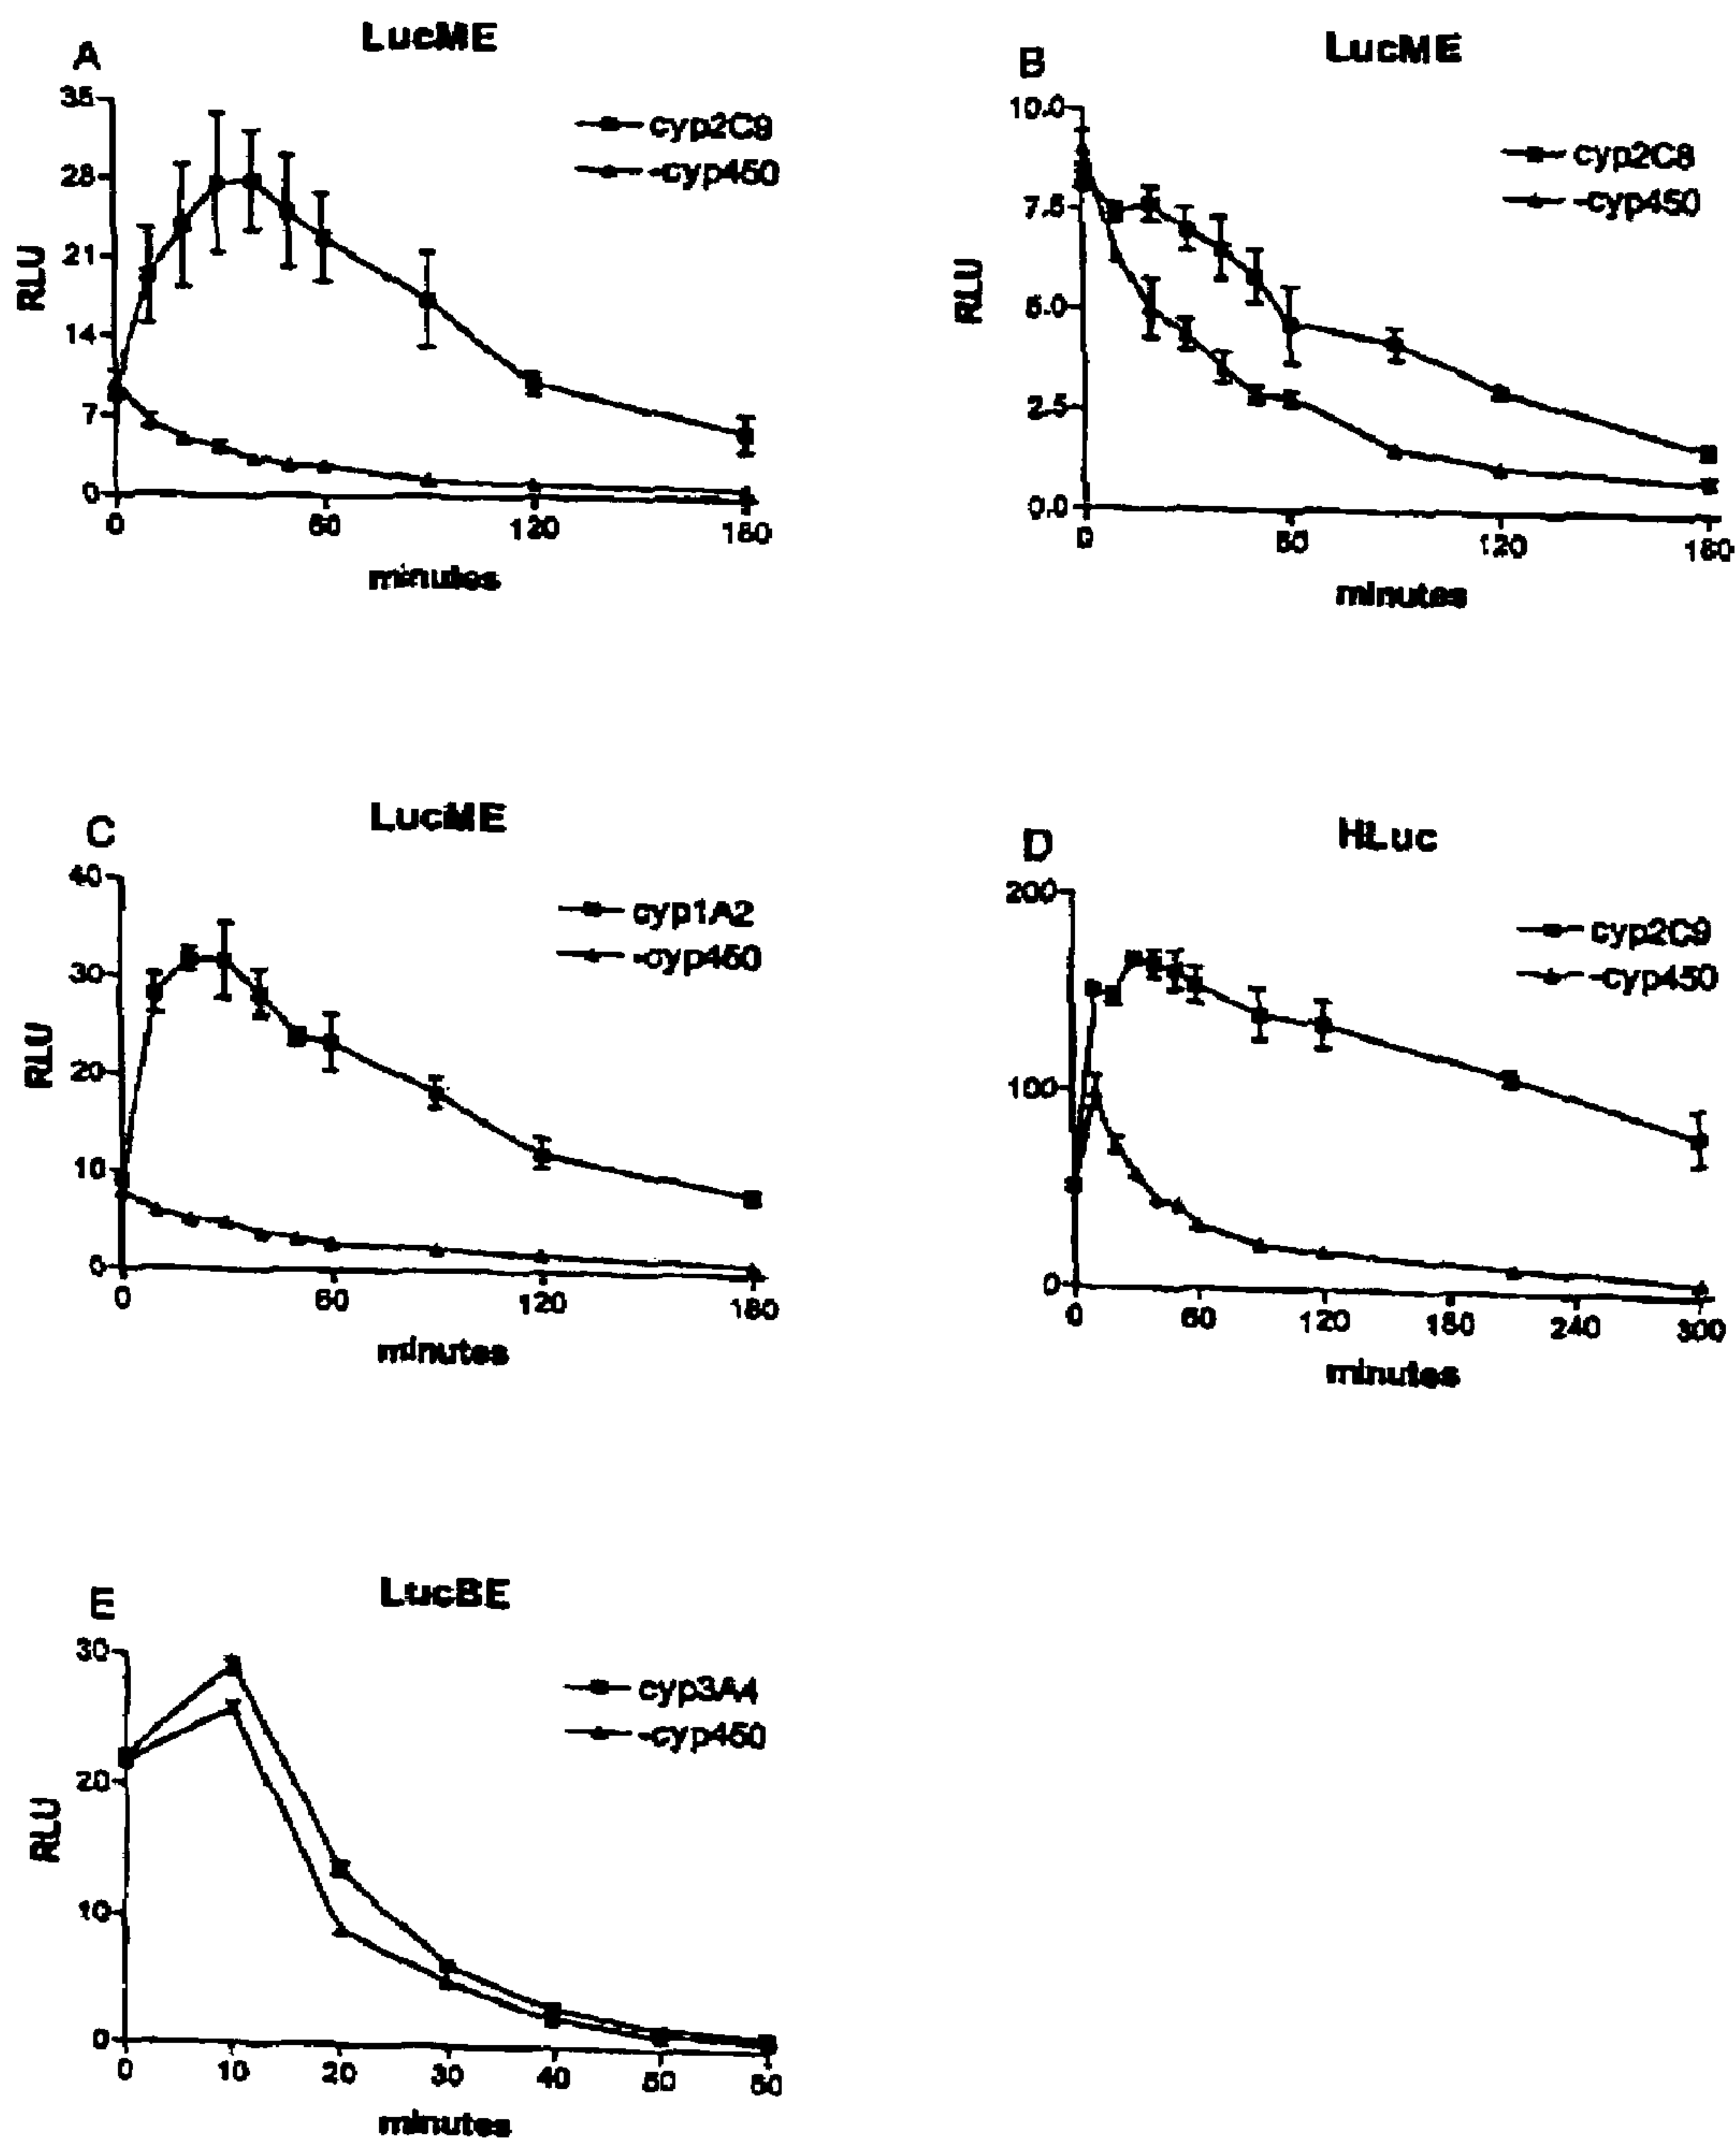 A
LucME
35
28
21
14
7
0
RLU
cyp2C9
-cyp450
0 60 120 180
minutes
B
LucME
10.0
7.5
5.0
2.5
0.0
RLU
cyp2C8
-cyp450
0 60 120 180
minutes
C
LucME
40
30
20
10
0
RLU
cyp1A2
-cyp450
0 60 120 180
minutes
D
HLuc
200
100
0
cyp2C9
-cyp450
0 60 120 180 240 300
minutes
E
LucBE
30
20
10
0
RLU
cyp3A4
-cyp450
0 10 20 30 40 50 60
minutes